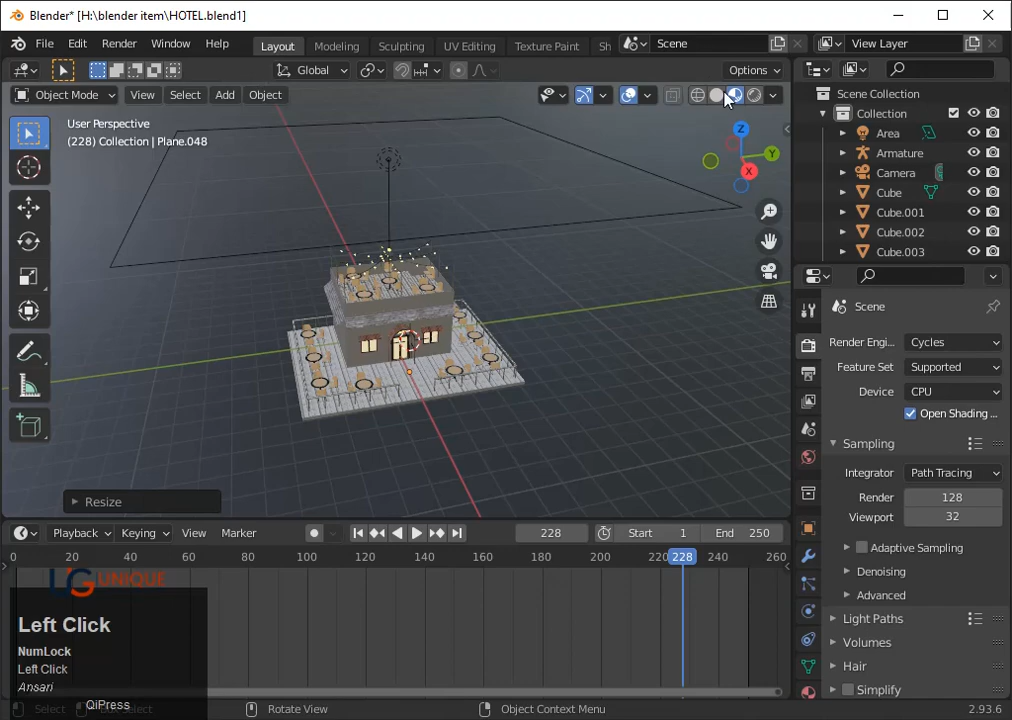 Blender* [H:\blender item\HOTEL.blend1]
File Edit Render Window Help Layout Modeling Sculpting UV Editing Texture Paint Sh Scene View Layer
Global Options
Object Mode View Select Add Object
User Perspective
(228) Collection | Plane.048
Z
Y
X
Resize
Scene Collection
Collection
Area
Armature
Camera
Cube
Cube.001
Cube.002
Cube.003
Scene
Render Engi... Cycles
Feature Set Supported
Device CPU
Open Shading ...
Sampling
Integrator Path Tracing
Render 128
Viewport 32
Adaptive Sampling
Denoising
Advanced
Light Paths
Volumes
Hair
Simplify
Playback Keying View Marker 228 Start 1 End 250
0 20 40 60 80 100 120 140 160 180 200 220 228 240 260
UG UNIQUE
Left Click
NumLock
Left Click
Ansari
QiPress
Select Rotate View Object Context Menu 2.93.6